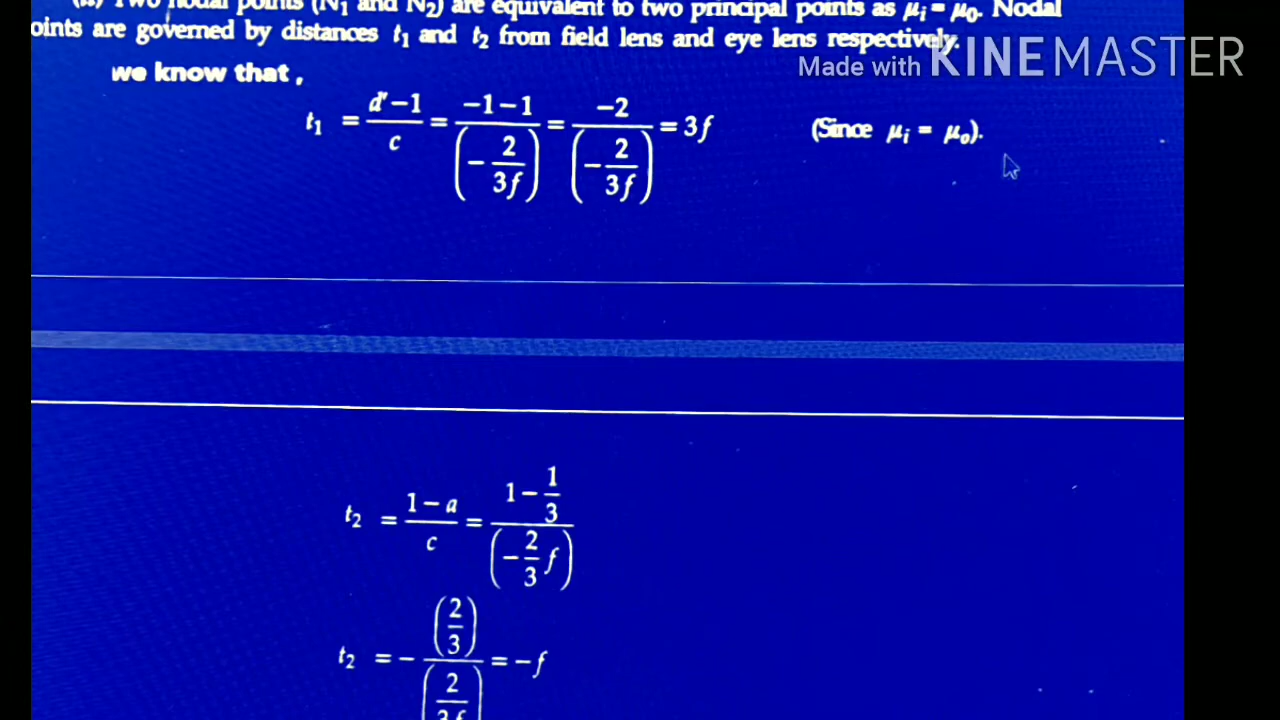 (ii) Two nodal points (N₁ and N₂) are equivalent to two principal points as μᵢ = μ₀. Nodal
oints are governed by distances t₁ and t₂ from field lens and eye lens respectively.
Made with KINEMASTER
we know that ,
t₁ = (d' − 1)/c = (−1 − 1)/(−2/3f) = −2/(−2/3f) = 3f (Since μᵢ = μₒ).
t₂ = (1 − a)/c = (1 − 1/3)/(−2/3 f)
t₂ = −(2/3)/(2/3f) = −f